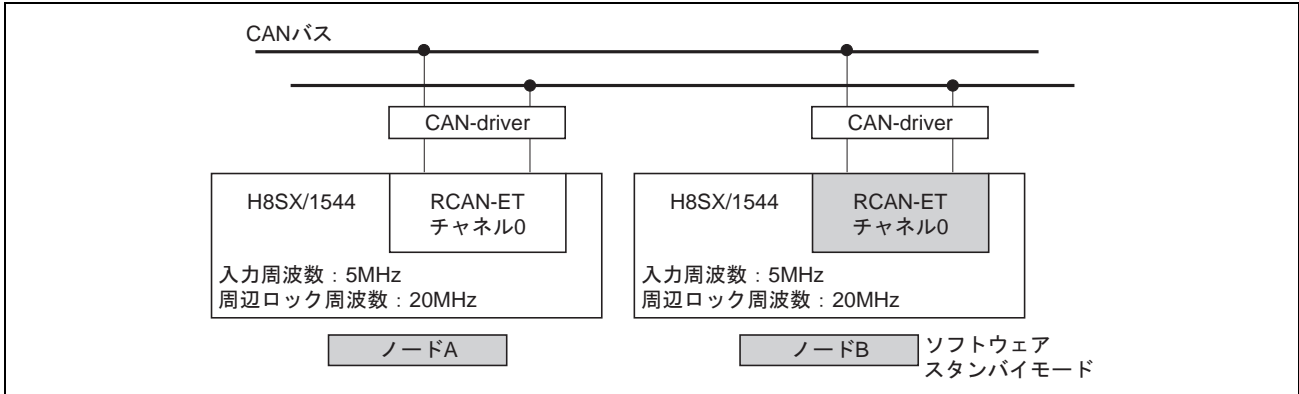 CANバス
CAN-driver
CAN-driver
H8SX/1544
RCAN-ET
チャネル0
入力周波数：5MHz
周辺ロック周波数：20MHz
H8SX/1544
RCAN-ET
チャネル0
入力周波数：5MHz
周辺ロック周波数：20MHz
ノードA
ノードB
ソフトウェア
スタンバイモード